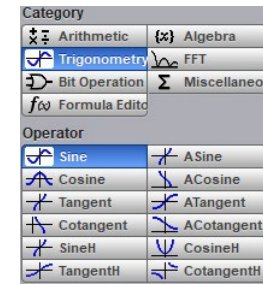 Category
Arithmetic {x} Algebra
Trigonometry FFT
Bit Operation Σ Miscellaneo
f(x) Formula Edito
Operator
Sine ASine
Cosine ACosine
Tangent ATangent
Cotangent ACotangent
SineH CosineH
TangentH CotangentH